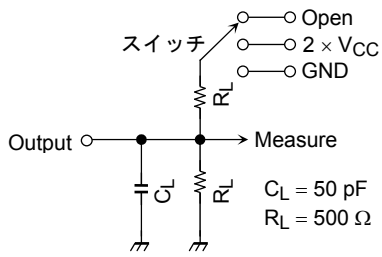 スイッチ
Open
2 × VCC
GND
RL
Output
Measure
CL
RL
CL = 50 pF
RL = 500 Ω